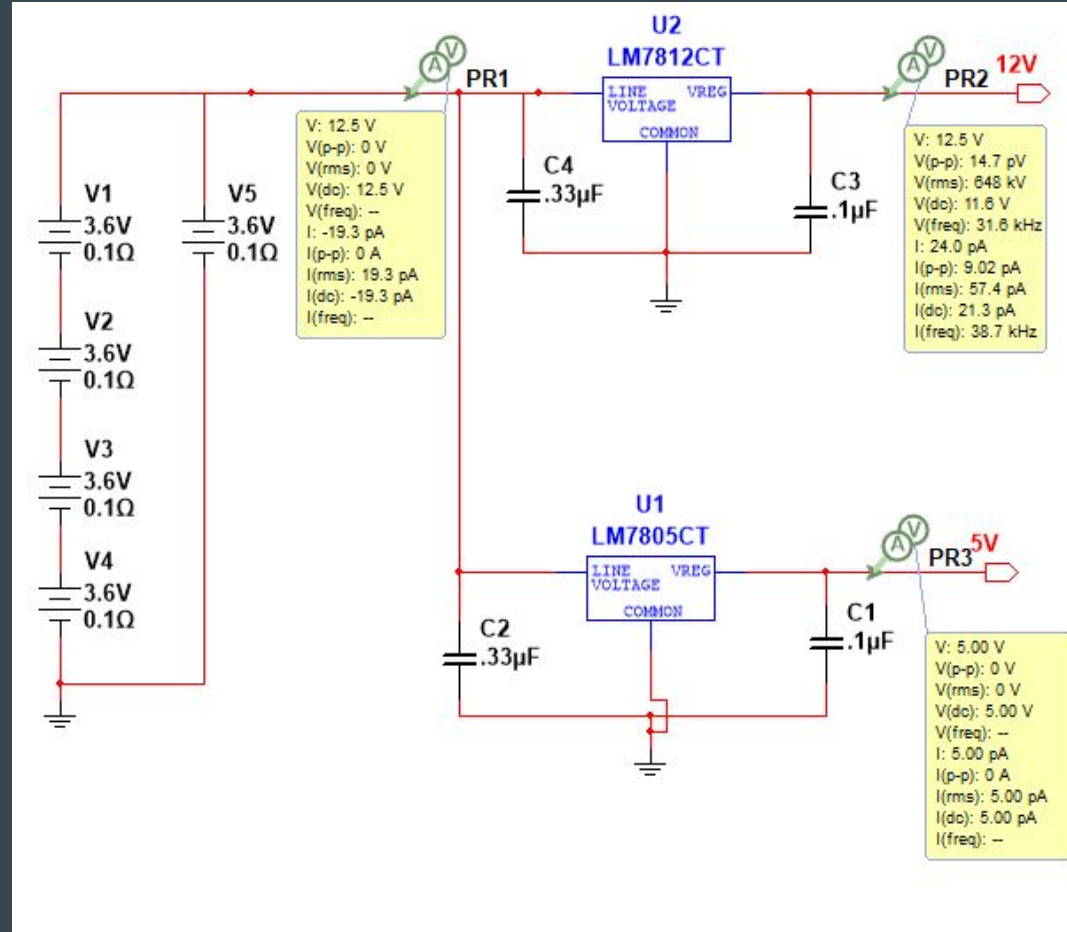 U2
LM7812CT
LINE VREG
VOLTAGE
COMMON
PR1
PR2
12V
V: 12.5 V
V(p-p): 0 V
V(rms): 0 V
V(dc): 12.5 V
V(freq): --
I: -19.3 pA
I(p-p): 0 A
I(rms): 19.3 pA
I(dc): -19.3 pA
I(freq): --
V: 12.5 V
V(p-p): 14.7 pV
V(rms): 648 kV
V(dc): 11.6 V
V(freq): 31.6 kHz
I: 24.0 pA
I(p-p): 9.02 pA
I(rms): 57.4 pA
I(dc): 21.3 pA
I(freq): 38.7 kHz
C4
.33µF
C3
.1µF
V1
3.6V
0.1Ω
V5
3.6V
0.1Ω
V2
3.6V
0.1Ω
V3
3.6V
0.1Ω
V4
3.6V
0.1Ω
U1
LM7805CT
LINE VREG
VOLTAGE
COMMON
PR3
5V
C2
.33µF
C1
.1µF
V: 5.00 V
V(p-p): 0 V
V(rms): 0 V
V(dc): 5.00 V
V(freq): --
I: 5.00 pA
I(p-p): 0 A
I(rms): 5.00 pA
I(dc): 5.00 pA
I(freq): --
A V
A V
A V